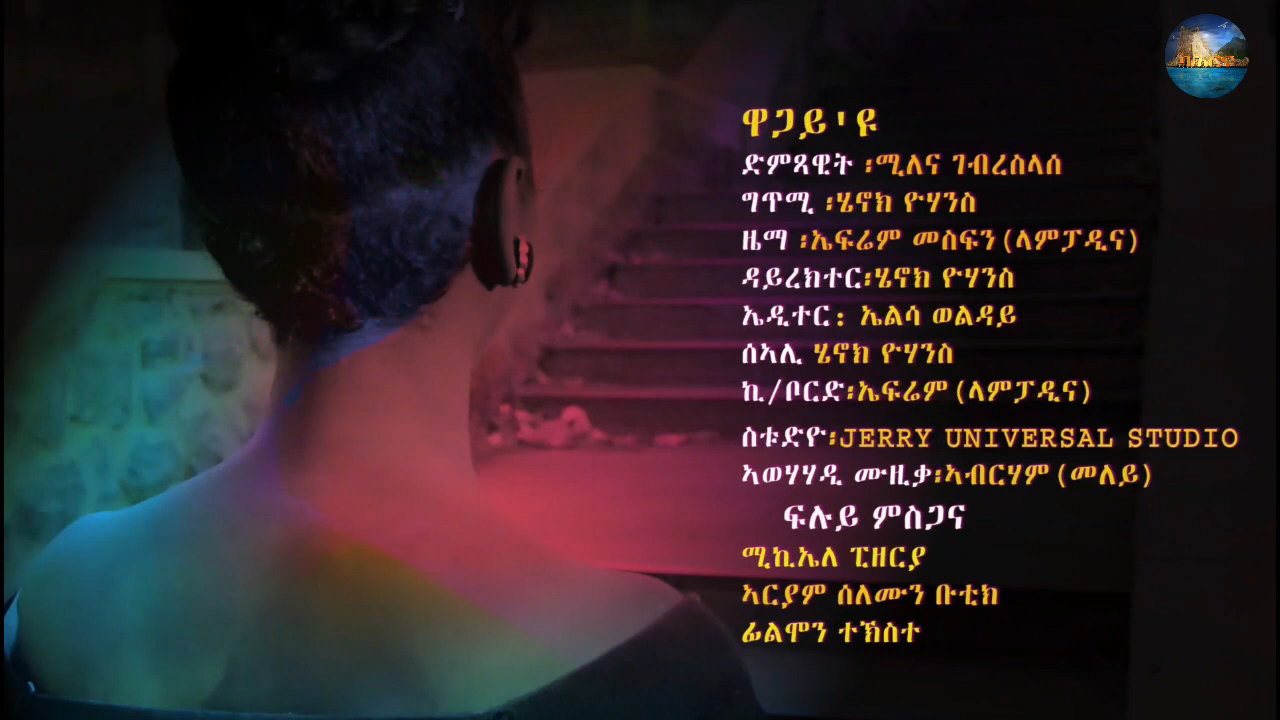 ዋጋይ'ዩ
ድምጻዊት ፡ሚለና ገብረስላሰ
ግጥሚ ፡ሄኖክ ዮሃንስ
ዜማ ፡ኤፍሬም መስፍን(ላምፓዲና)
ዳይረክተር፡ሄኖክ ዮሃንስ
ኤዲተር: ኤልሳ ወልዳይ
ሰኣሊ ሄኖክ ዮሃንስ
ኪ/ቦርድ፡ኤፍሬም(ላምፓዲና)
ስቱድዮ፡JERRY UNIVERSAL STUDIO
ኣወሃሃዲ ሙዚቃ፡ኣብርሃም(መለይ)
ፍሉይ ምስጋና
ሚኪኤለ ፒዘርያ
ኣርያም ሰለሙን ቡቲክ
ፊልሞን ተኽስተ